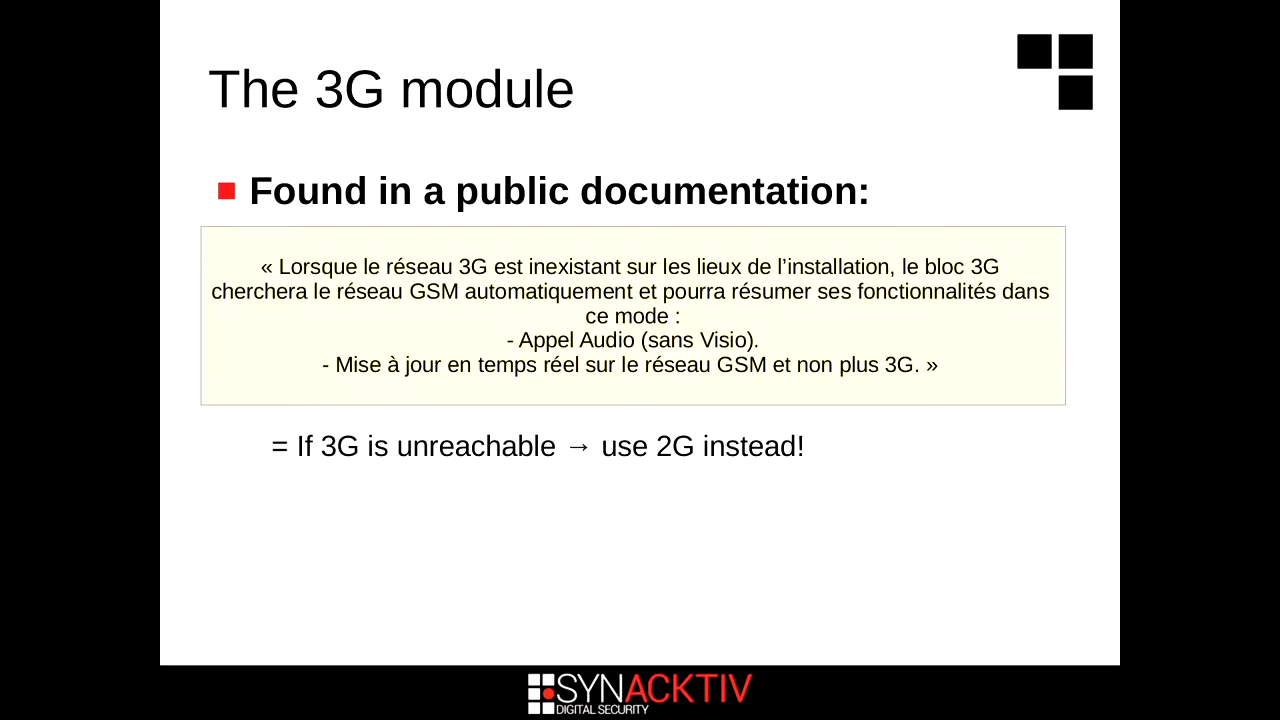 The 3G module
Found in a public documentation:
« Lorsque le réseau 3G est inexistant sur les lieux de l’installation, le bloc 3G
cherchera le réseau GSM automatiquement et pourra résumer ses fonctionnalités dans
ce mode :
- Appel Audio (sans Visio).
- Mise à jour en temps réel sur le réseau GSM et non plus 3G. »
= If 3G is unreachable → use 2G instead!
SYNACKTIV
DIGITAL SECURITY